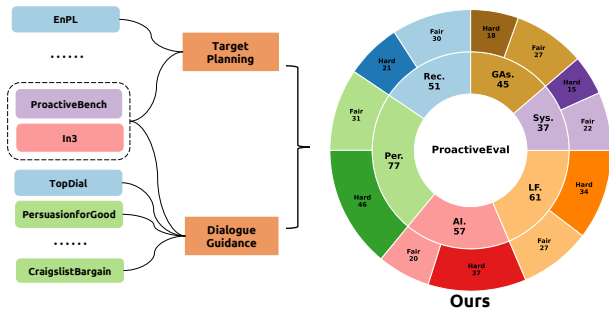 EnPL
......
ProactiveBench
In3
TopDial
PersuasionforGood
......
CraigslistBargain
Target
Planning
Dialogue
Guidance
ProactiveEval
Rec.
51
GAs.
45
Sys.
37
LF.
61
AI.
57
Per.
77
Fair
30
Hard
18
Fair
27
Hard
15
Fair
22
Hard
34
Fair
27
Hard
37
Fair
20
Hard
46
Fair
31
Hard
21
Ours